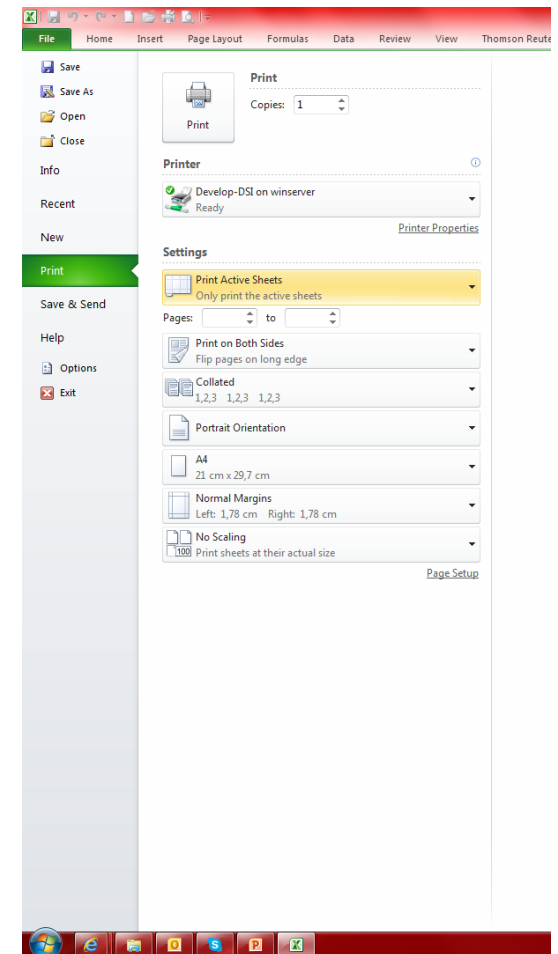 File Home Insert Page Layout Formulas Data Review View Thomson Reute
Save
Save As
Open
Close
Info
Recent
New
Print
Save & Send
Help
Options
Exit
Print
Print
Copies: 1
Printer
Develop-DSI on winserver
Ready
Printer Properties
Settings
Print Active Sheets
Only print the active sheets
Pages: to
Print on Both Sides
Flip pages on long edge
Collated
1,2,3 1,2,3 1,2,3
Portrait Orientation
A4
21 cm x 29,7 cm
Normal Margins
Left: 1,78 cm Right: 1,78 cm
No Scaling
100 Print sheets at their actual size
Page Setup